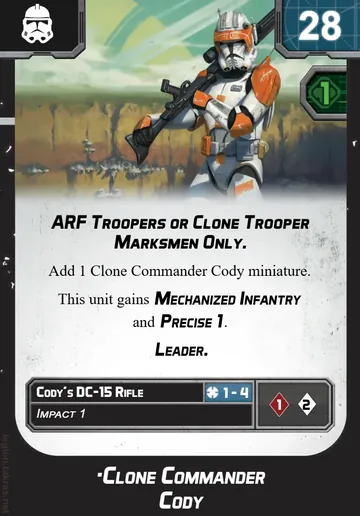 28
1
ARF Troopers or Clone Trooper
Marksmen Only.
Add 1 Clone Commander Cody miniature.
This unit gains Mechanized Infantry
and Precise 1.
Leader.
Cody's DC-15 Rifle 1-4
Impact 1
1 2
·Clone Commander
Cody